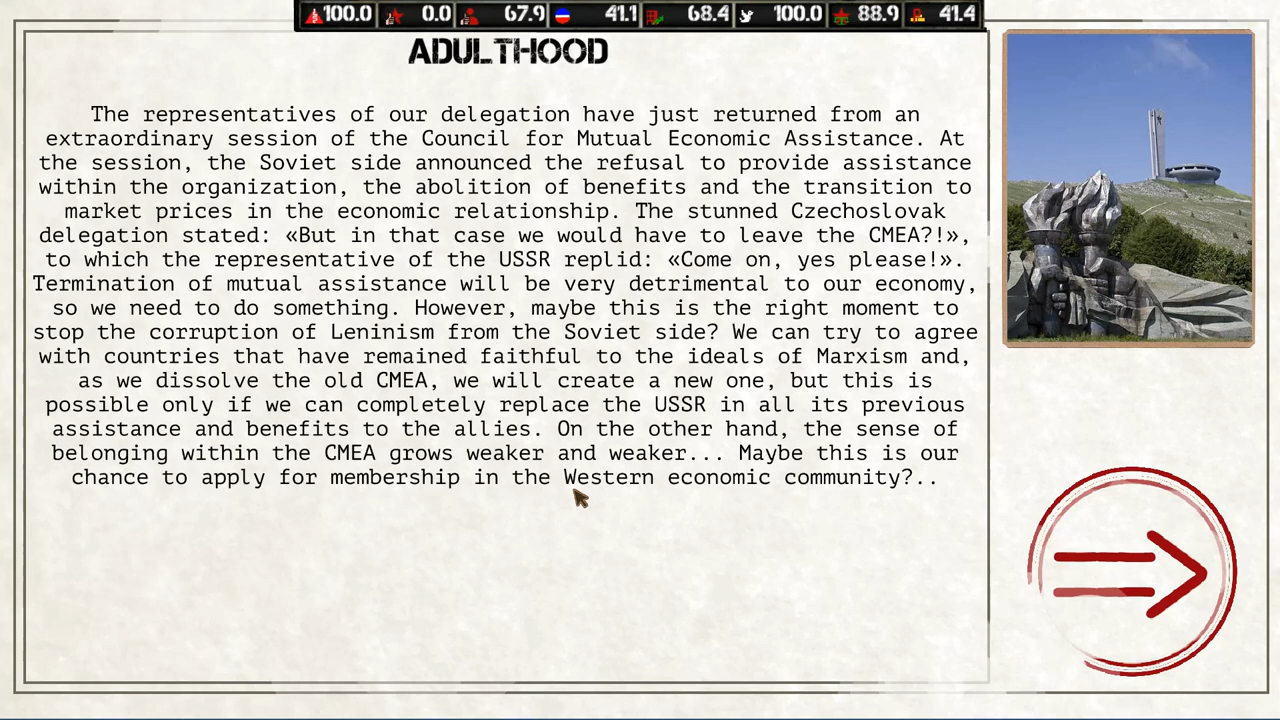 100.0 0.0 67.9 41.1 68.4 100.0 88.9 41.4
ADULTHOOD
The representatives of our delegation have just returned from an
extraordinary session of the Council for Mutual Economic Assistance. At
the session, the Soviet side announced the refusal to provide assistance
within the organization, the abolition of benefits and the transition to
market prices in the economic relationship. The stunned Czechoslovak
delegation stated: «But in that case we would have to leave the CMEA?!»,
to which the representative of the USSR replid: «Come on, yes please!».
Termination of mutual assistance will be very detrimental to our economy,
so we need to do something. However, maybe this is the right moment to
stop the corruption of Leninism from the Soviet side? We can try to agree
with countries that have remained faithful to the ideals of Marxism and,
as we dissolve the old CMEA, we will create a new one, but this is
possible only if we can completely replace the USSR in all its previous
assistance and benefits to the allies. On the other hand, the sense of
belonging within the CMEA grows weaker and weaker... Maybe this is our
chance to apply for membership in the Western economic community?..